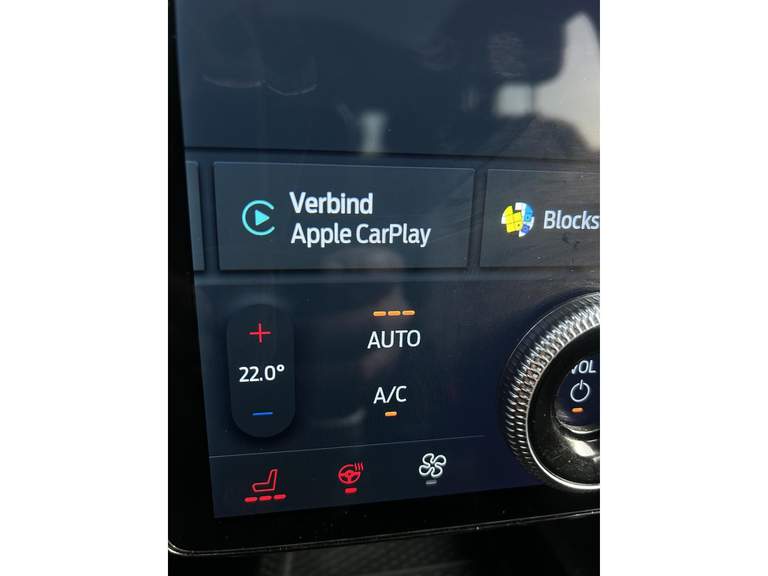 Verbind
Apple CarPlay
Blocks
AUTO
22.0°
A/C
VOL